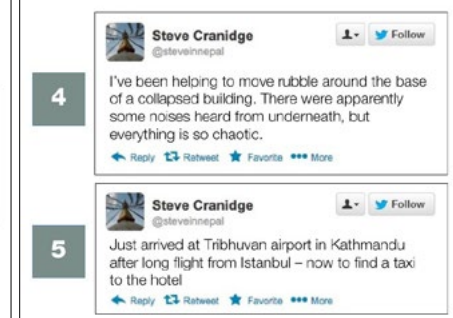 4
Steve Cranidge
@steveinnepal
Follow
I've been helping to move rubble around the base
of a collapsed building. There were apparently
some noises heard from underneath, but
everything is so chaotic.
Reply Retweet Favorite More
5
Steve Cranidge
@steveinnepal
Follow
Just arrived at Tribhuvan airport in Kathmandu
after long flight from Istanbul – now to find a taxi
to the hotel
Reply Retweet Favorite More